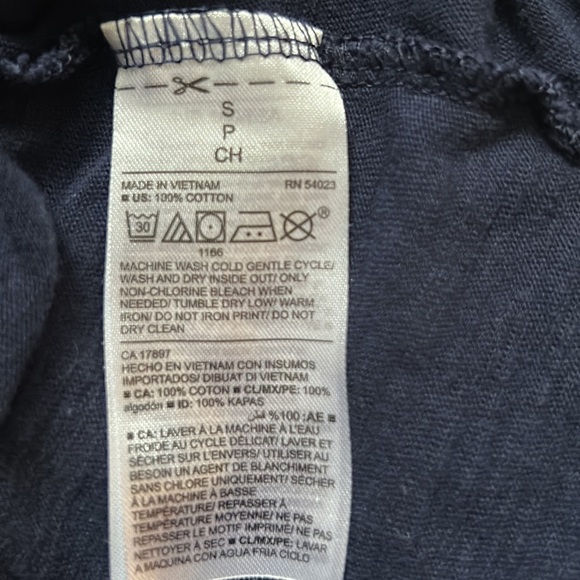 S
P
CH
MADE IN VIETNAM RN 54023
■ US: 100% COTTON
30
®
1166
MACHINE WASH COLD GENTLE CYCLE/
WASH AND DRY INSIDE OUT/ ONLY
NON-CHLORINE BLEACH WHEN
NEEDED/ TUMBLE DRY LOW/ WARM
IRON/ DO NOT IRON PRINT/ DO NOT
DRY CLEAN
CA 17897
HECHO EN VIETNAM CON INSUMOS
IMPORTADOS/ DIBUAT DI VIETNAM
■ CA: 100% COTON ■ CL/MX/PE: 100%
algodón ■ ID: 100% KAPAS
■ AE: 100% قطن
■ CA: LAVER À LA MACHINE À L'EAU
FROIDE AU CYCLE DÉLICAT/ LAVER ET
SÉCHER SUR L'ENVERS/ UTILISER AU
BESOIN UN AGENT DE BLANCHIMENT
SANS CHLORE UNIQUEMENT/ SÉCHER
À LA MACHINE À BASSE
TEMPÉRATURE/ REPASSER À
TEMPÉRATURE MOYENNE/ NE PAS
REPASSER LE MOTIF IMPRIMÉ/ NE PAS
NETTOYER À SEC ■ CL/MX/PE: LAVAR
A MAQUINA CON AGUA FRIA CICLO